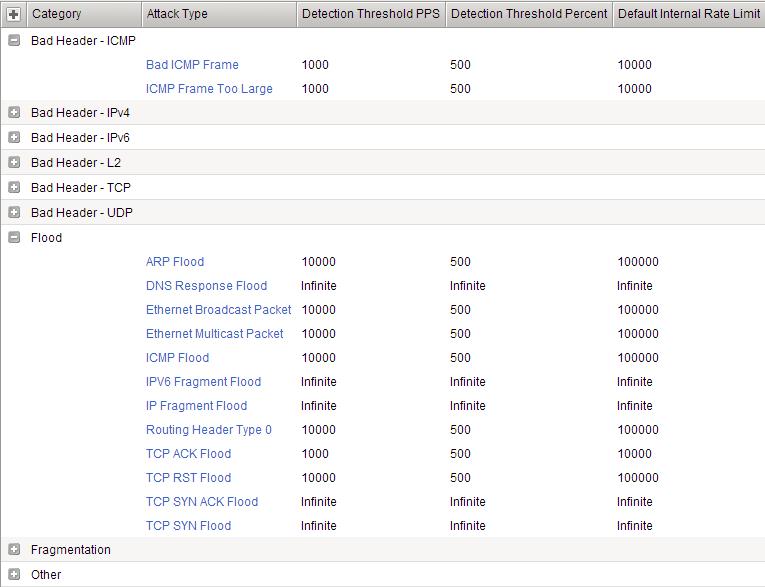 Category Attack Type Detection Threshold PPS Detection Threshold Percent Default Internal Rate Limit
Bad Header - ICMP
Bad ICMP Frame 1000 500 10000
ICMP Frame Too Large 1000 500 10000
Bad Header - IPv4
Bad Header - IPv6
Bad Header - L2
Bad Header - TCP
Bad Header - UDP
Flood
ARP Flood 10000 500 100000
DNS Response Flood Infinite Infinite Infinite
Ethernet Broadcast Packet 10000 500 100000
Ethernet Multicast Packet 10000 500 100000
ICMP Flood 10000 500 100000
IPV6 Fragment Flood Infinite Infinite Infinite
IP Fragment Flood Infinite Infinite Infinite
Routing Header Type 0 10000 500 100000
TCP ACK Flood 1000 500 10000
TCP RST Flood 10000 500 100000
TCP SYN ACK Flood Infinite Infinite Infinite
TCP SYN Flood Infinite Infinite Infinite
Fragmentation
Other